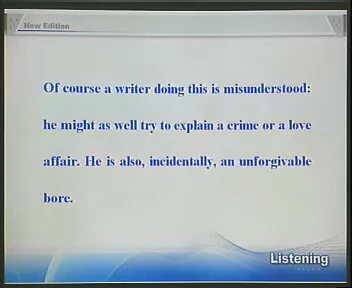 New Edition
Of course a writer doing this is misunderstood:
he might as well try to explain a crime or a love
affair. He is also, incidentally, an unforgivable
bore.
Listening